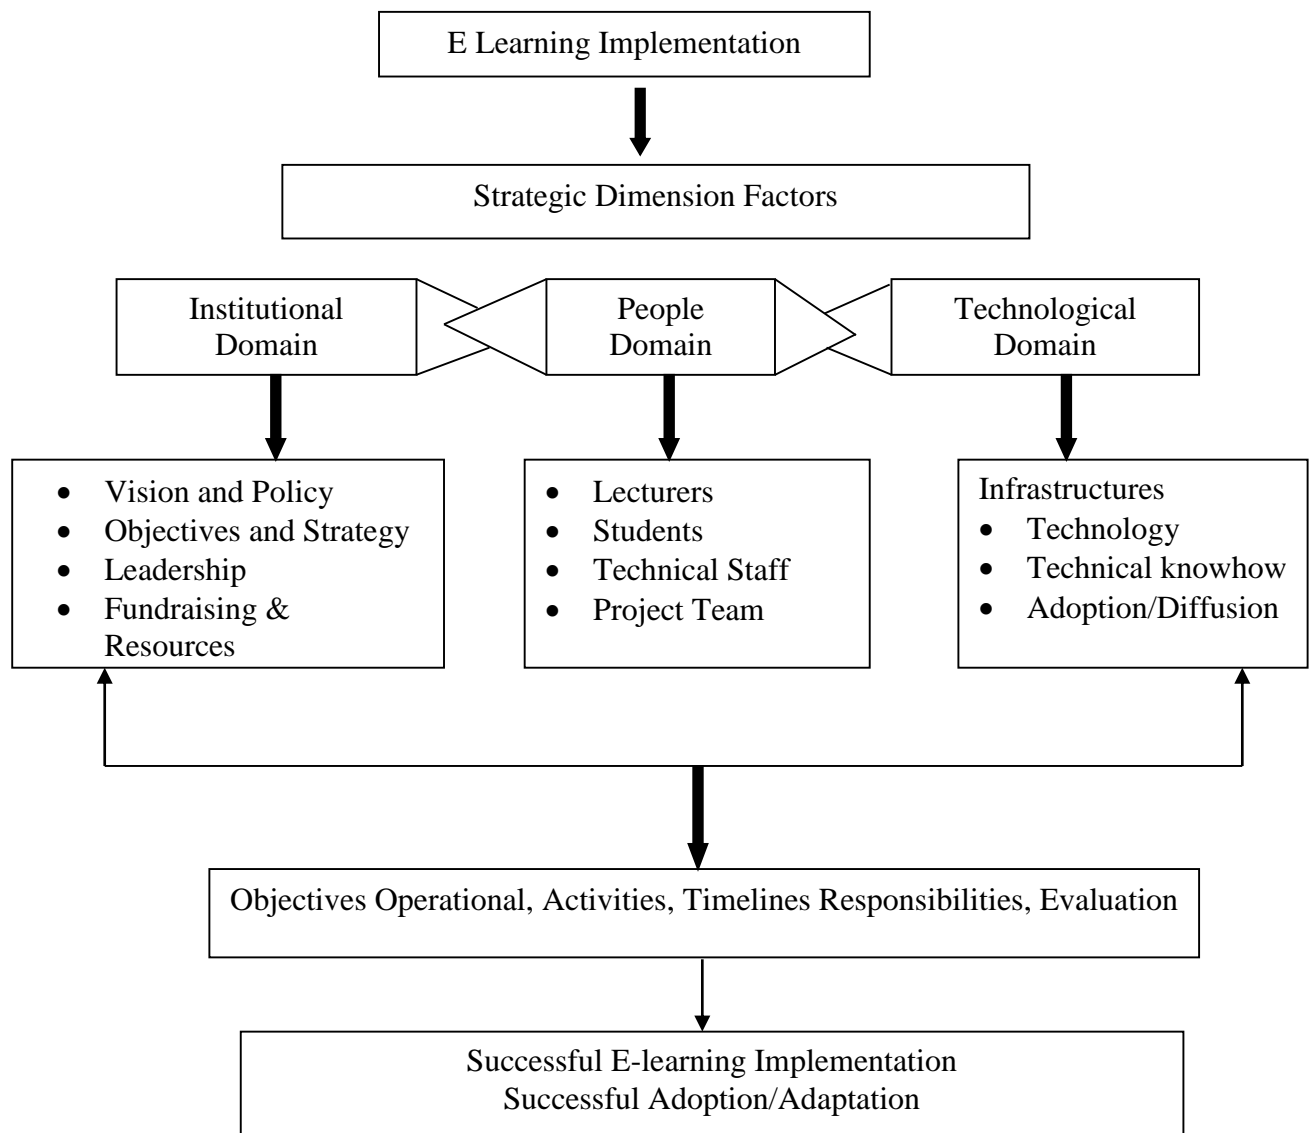 E Learning Implementation
Strategic Dimension Factors
Institutional
Domain
People
Domain
Technological
Domain
• Vision and Policy
• Objectives and Strategy
• Leadership
• Fundraising &
Resources
• Lecturers
• Students
• Technical Staff
• Project Team
Infrastructures
• Technology
• Technical knowhow
• Adoption/Diffusion
Objectives Operational, Activities, Timelines Responsibilities, Evaluation
Successful E-learning Implementation
Successful Adoption/Adaptation